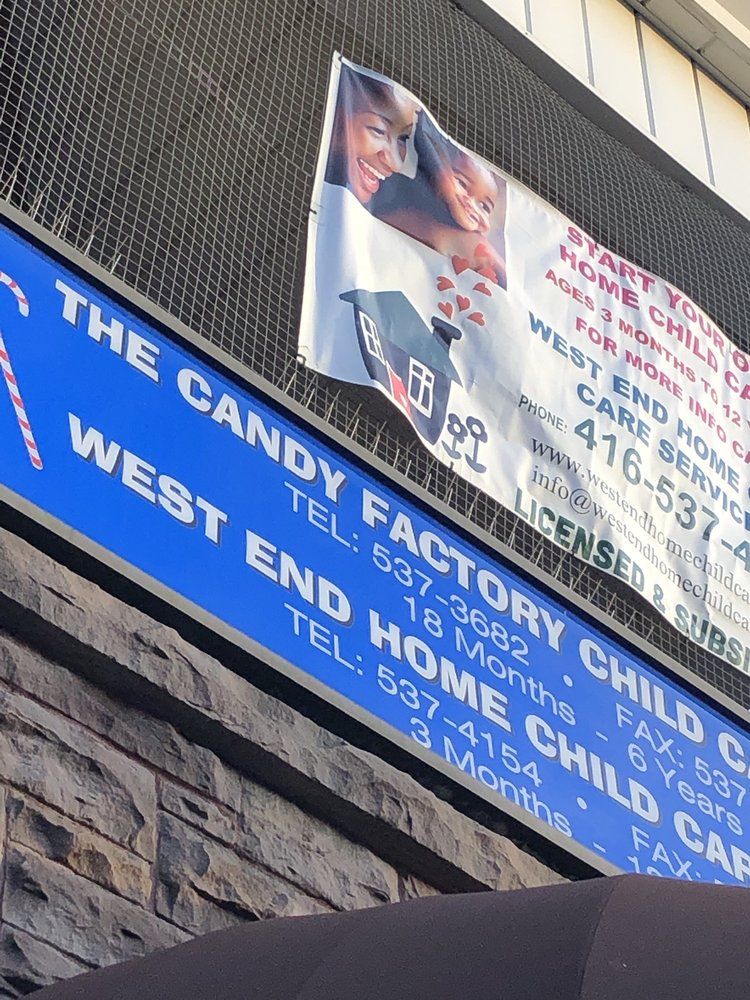 START YOUR O
HOME CHILD CA
AGES 3 MONTHS TO 12 Y
FOR MORE INFO CA
WEST END HOME
CARE SERVIC
PHONE: 416-537-4
www.westendhomechildca
info@westendhomechildca
LICENSED & SUBSI
THE CANDY FACTORY CHILD CA
TEL: 537-3682 • FAX: 537
18 Months - 6 Years
WEST END HOME CHILD CAR
TEL: 537-4154 • FAX:
3 Months -